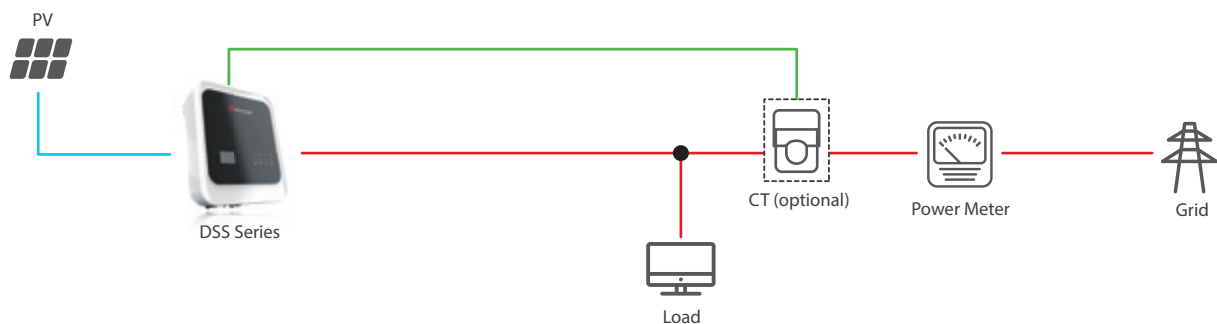 PV
DSS Series
CT (optional)
Power Meter
Grid
Load